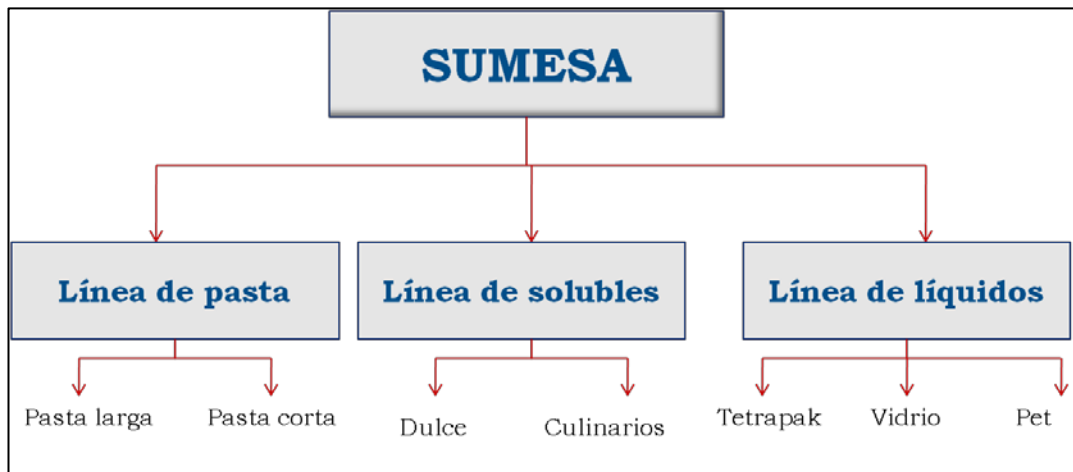 SUMESA
Línea de pasta
Línea de solubles
Línea de líquidos
Pasta larga
Pasta corta
Dulce
Culinarios
Tetrapak
Vidrio
Pet